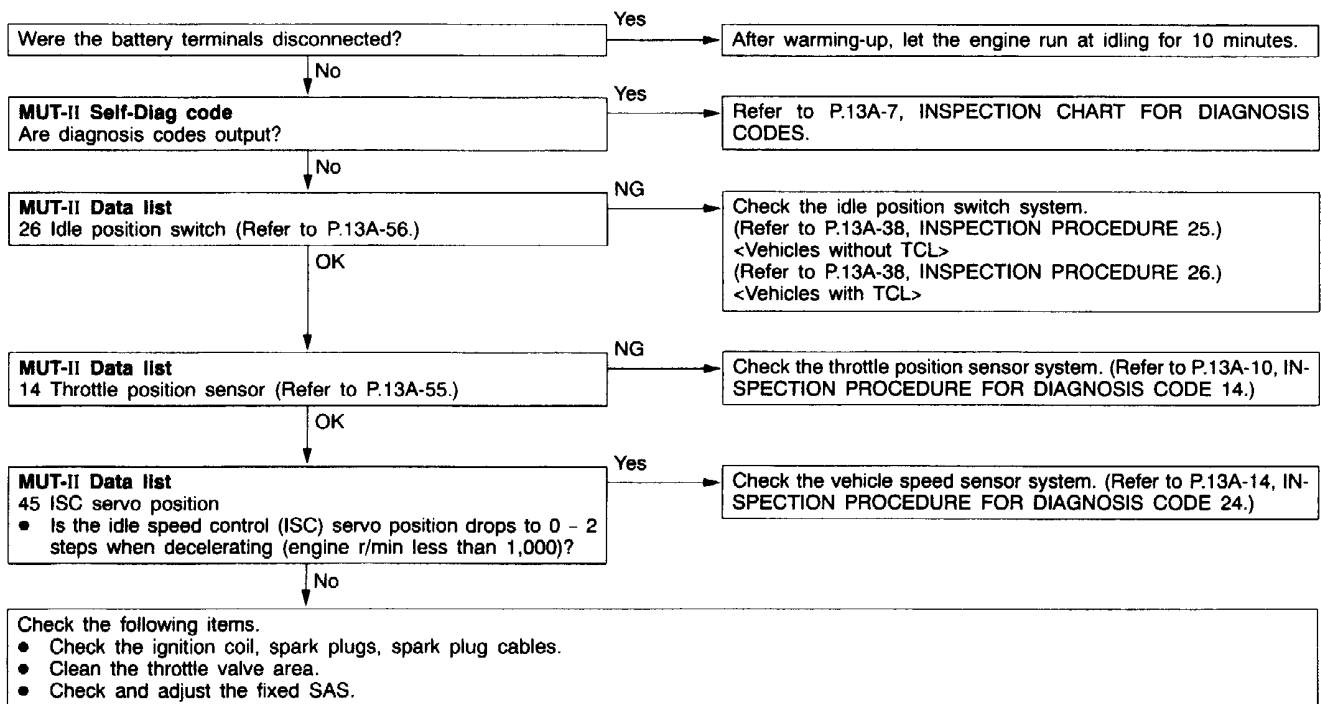 Were the battery terminals disconnected?
Yes
After warming-up, let the engine run at idling for 10 minutes.
No
MUT-II Self-Diag code
Are diagnosis codes output?
Yes
Refer to P.13A-7, INSPECTION CHART FOR DIAGNOSIS
CODES.
No
MUT-II Data list
26 Idle position switch (Refer to P.13A-56.)
NG
Check the idle position switch system.
(Refer to P.13A-38, INSPECTION PROCEDURE 25.)
<Vehicles without TCL>
(Refer to P.13A-38, INSPECTION PROCEDURE 26.)
<Vehicles with TCL>
OK
MUT-II Data list
14 Throttle position sensor (Refer to P.13A-55.)
NG
Check the throttle position sensor system. (Refer to P.13A-10, IN-
SPECTION PROCEDURE FOR DIAGNOSIS CODE 14.)
OK
MUT-II Data list
45 ISC servo position
● Is the idle speed control (ISC) servo position drops to 0 – 2
steps when decelerating (engine r/min less than 1,000)?
Yes
Check the vehicle speed sensor system. (Refer to P.13A-14, IN-
SPECTION PROCEDURE FOR DIAGNOSIS CODE 24.)
No
Check the following items.
● Check the ignition coil, spark plugs, spark plug cables.
● Clean the throttle valve area.
● Check and adjust the fixed SAS.